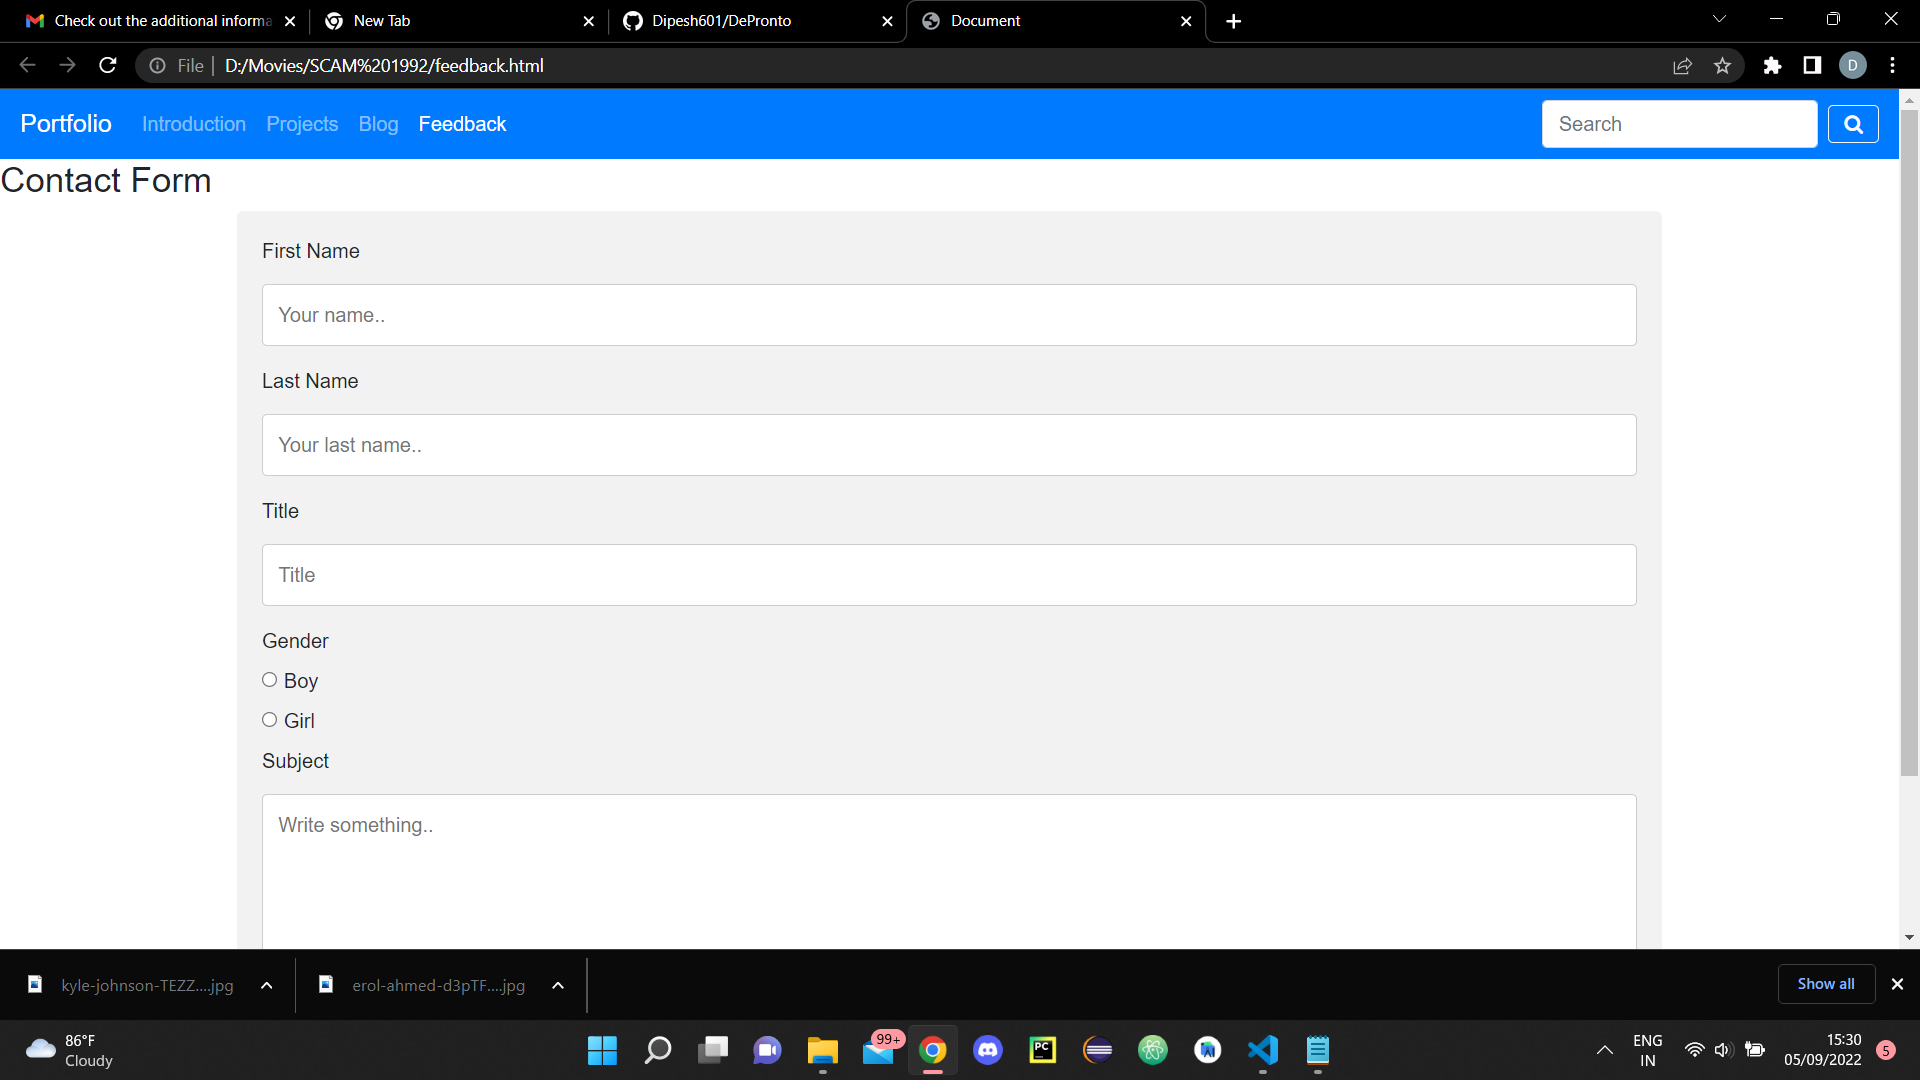 Check out the additional informa
New Tab
Dipesh601/DePronto
Document
File
D:/Movies/SCAM%201992/feedback.html
D
Portfolio
Introduction
Projects
Blog
Feedback
Search
Contact Form
First Name
Your name..
Last Name
Your last name..
Title
Title
Gender
Boy
Girl
Subject
Write something..
kyle-johnson-TEZZ....jpg
erol-ahmed-d3pTF....jpg
Show all
86°F
Cloudy
99+
PC
ENG
IN
15:30
05/09/2022
5